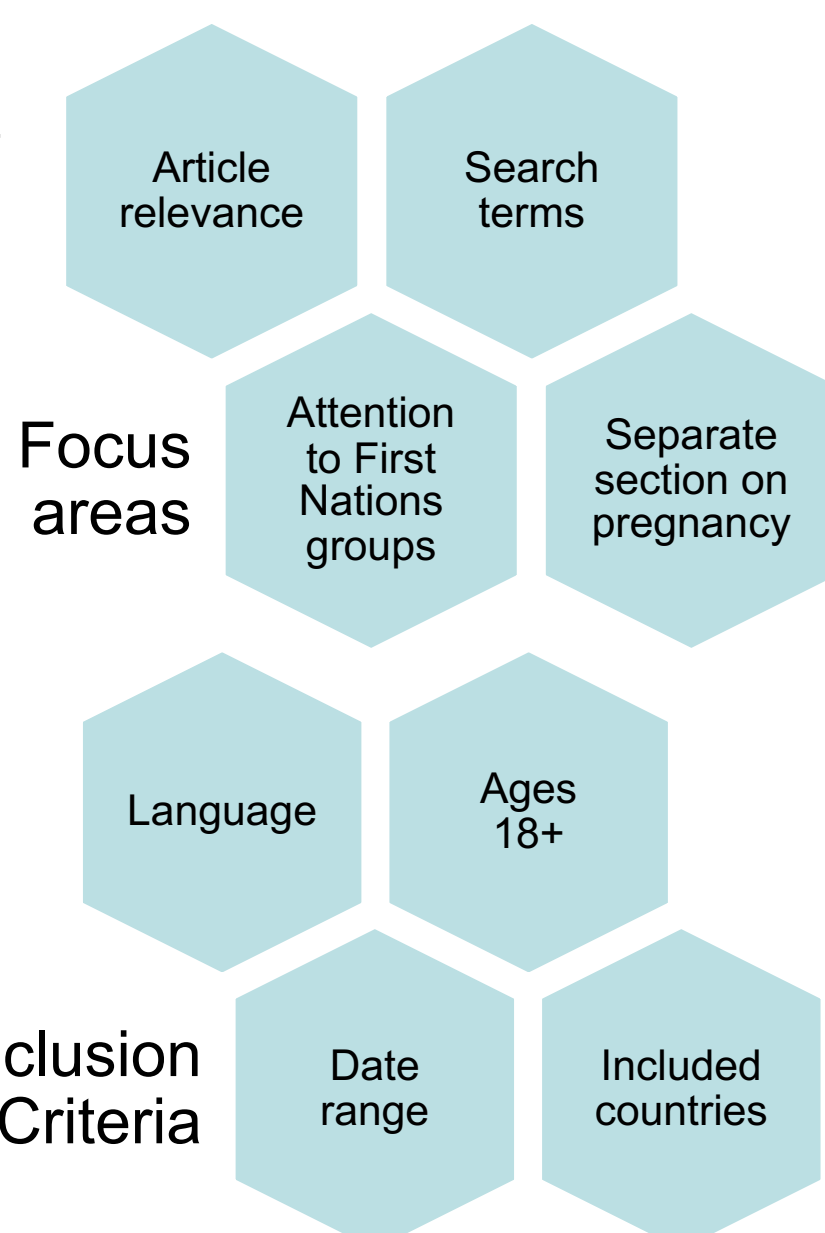 Article
relevance
Search
terms
Focus
areas
Attention
to First
Nations
groups
Separate
section on
pregnancy
Language
Ages
18+
clusion
Criteria
Date
range
Included
countries